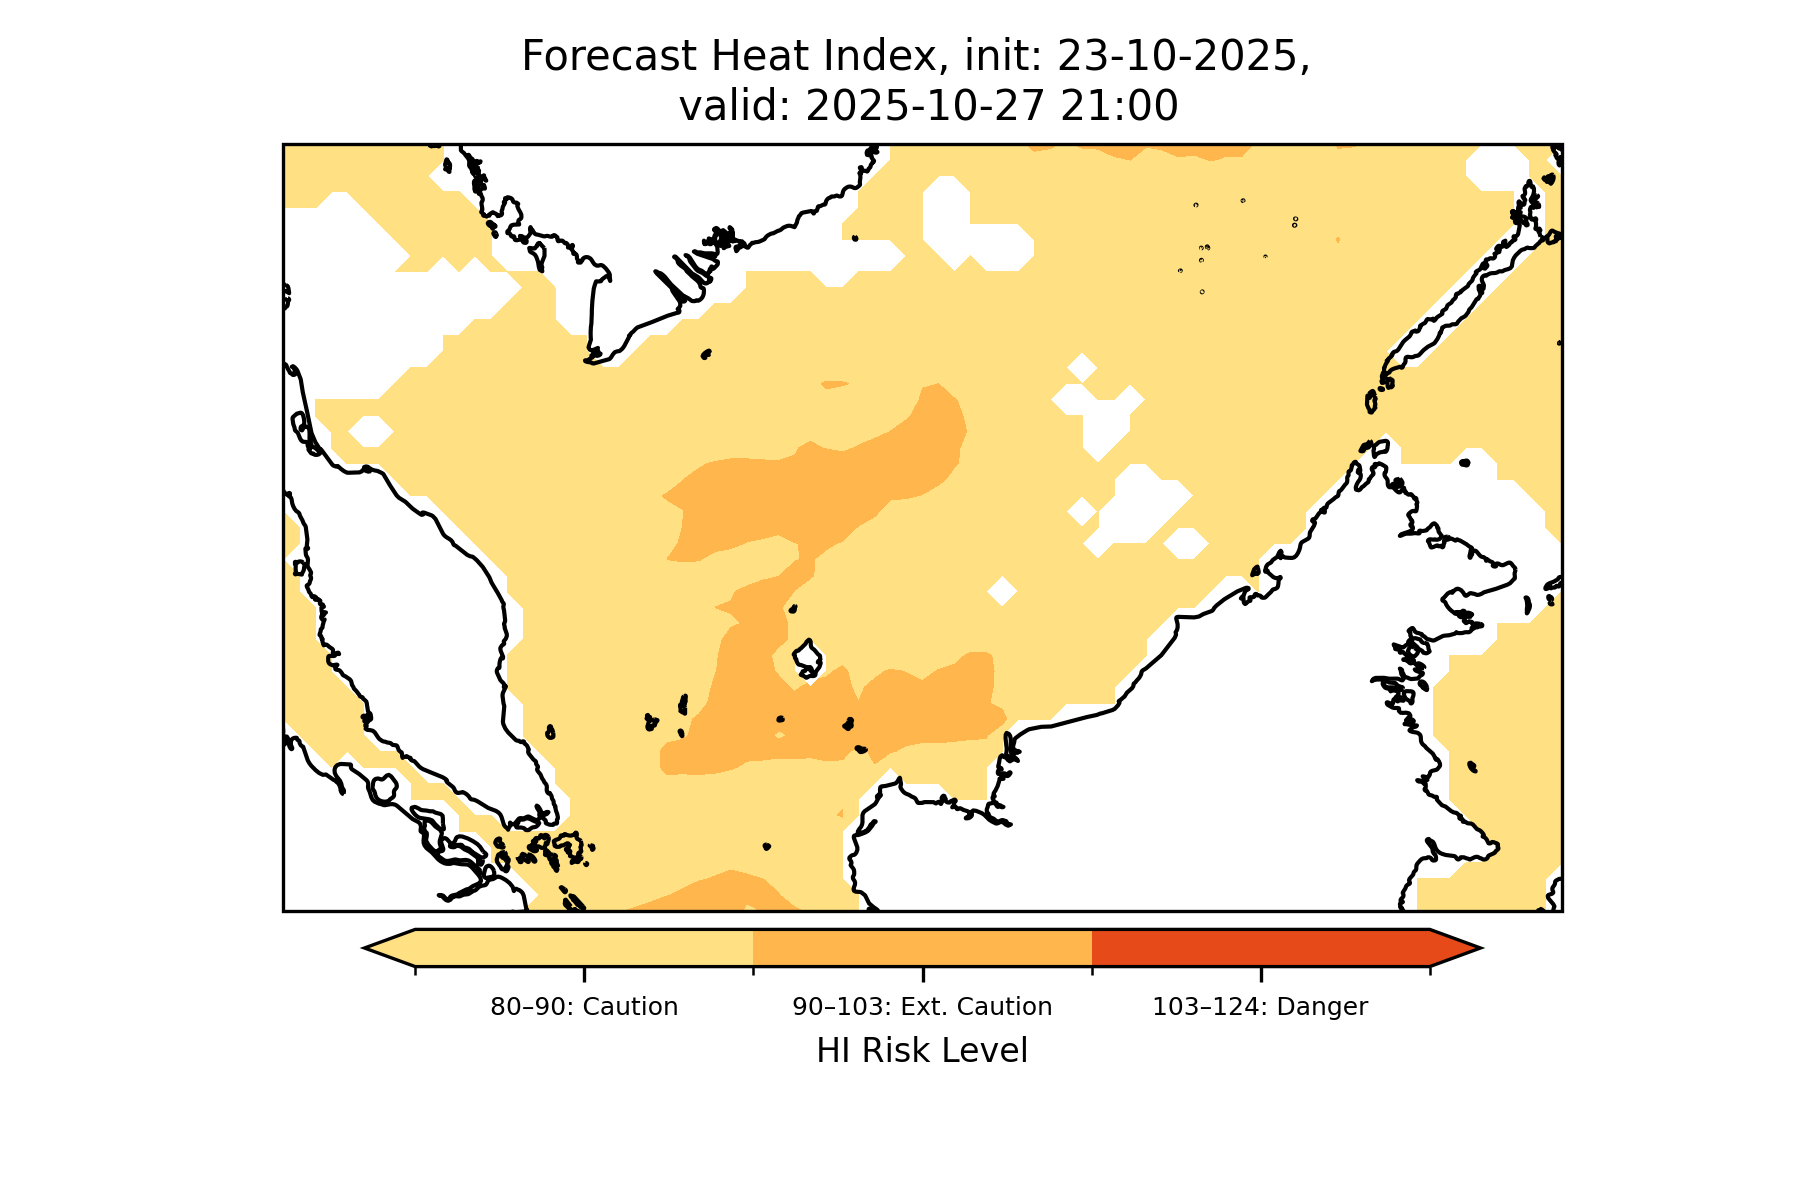 Forecast Heat Index, init: 23-10-2025,
valid: 2025-10-27 21:00
80–90: Caution
90–103: Ext. Caution
103–124: Danger
HI Risk Level